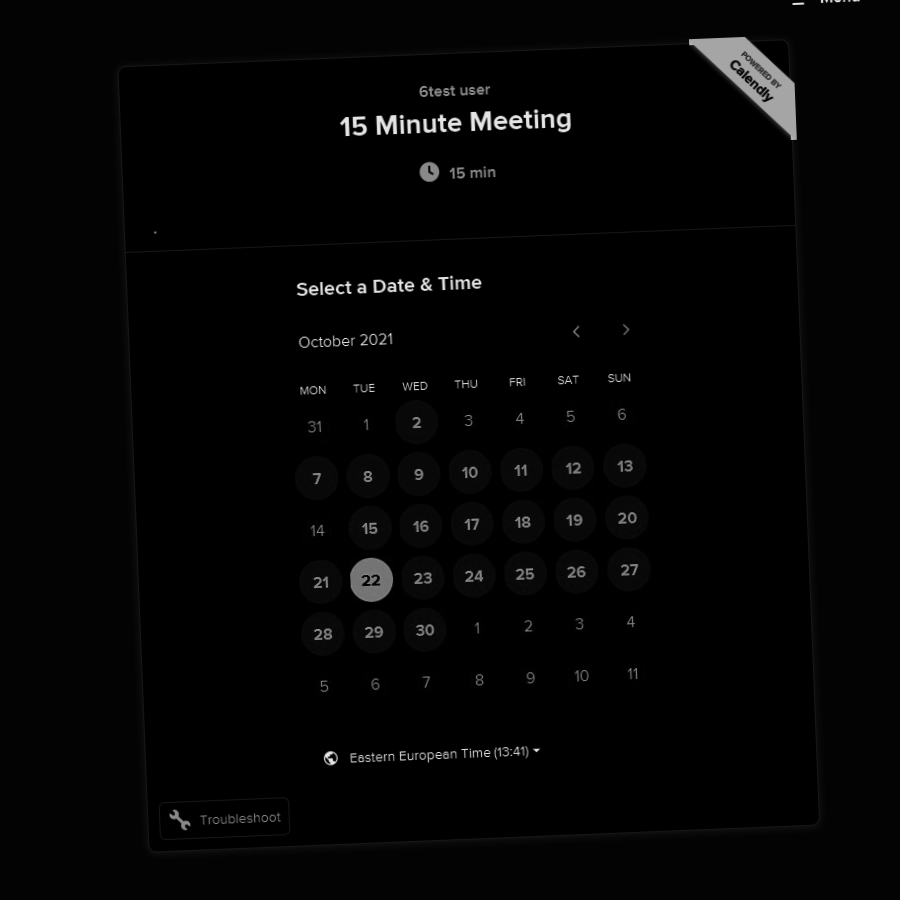 Menu
POWERED BY
Calendly
6test user
15 Minute Meeting
15 min
Select a Date & Time
October 2021
MON TUE WED THU FRI SAT SUN
31 1 2 3 4 5 6
7 8 9 10 11 12 13
14 15 16 17 18 19 20
21 22 23 24 25 26 27
28 29 30 1 2 3 4
5 6 7 8 9 10 11
Eastern European Time (13:41)
Troubleshoot